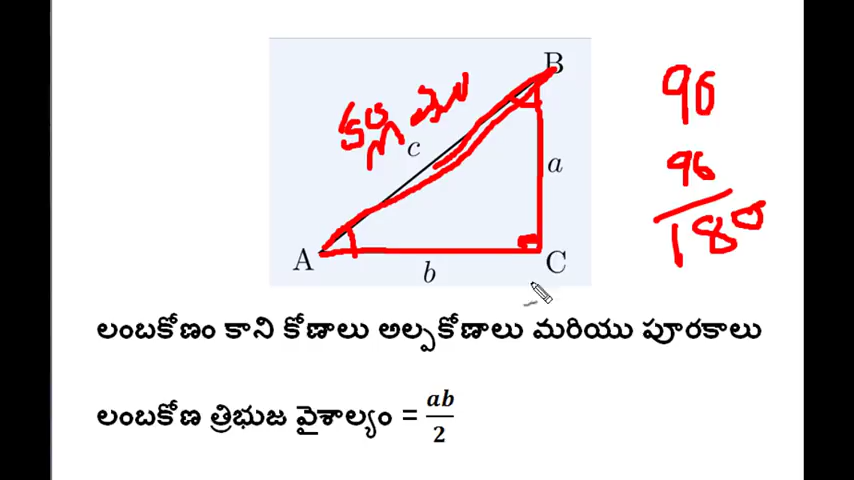 B
90
కర్ణము
c
a
90
180
A
C
b
లంబకోణం కాని కోణాలు అల్పకోణాలు మరియు పూరకాలు
లంబకోణ త్రిభుజ వైశాల్యం = ab/2